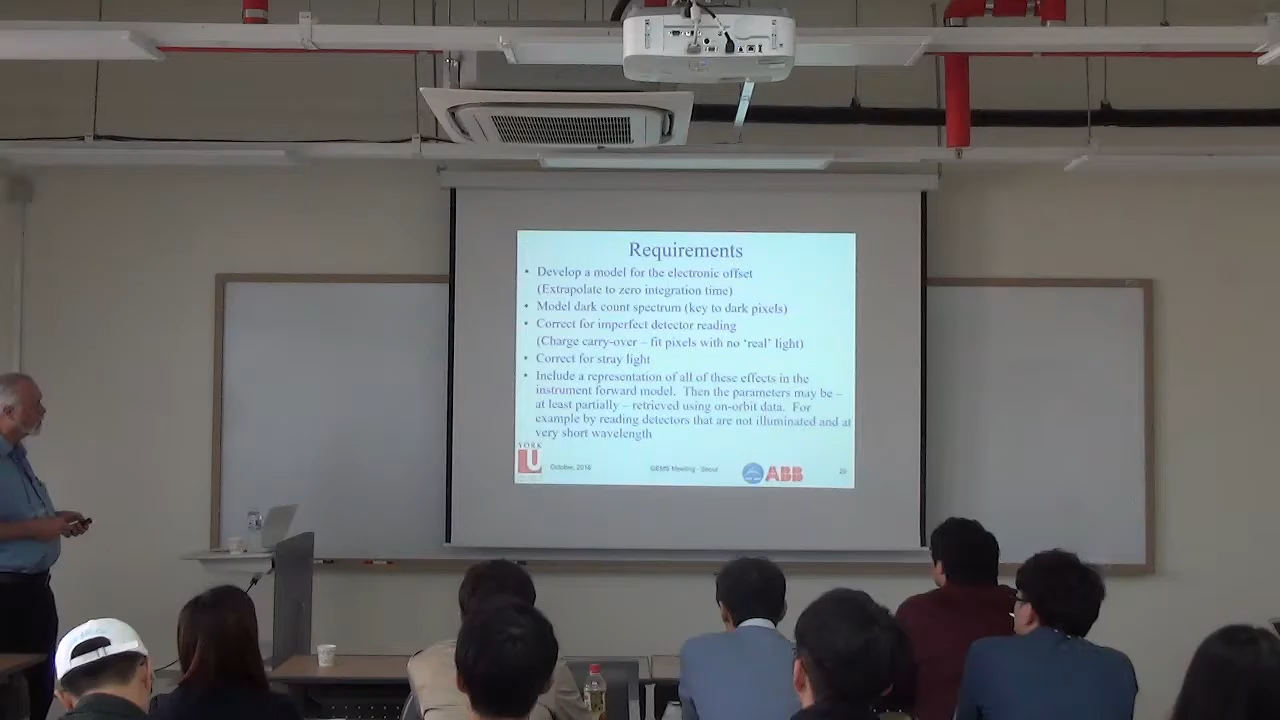 Requirements
• Develop a model for the electronic offset
(Extrapolate to zero integration time)
• Model dark count spectrum (key to dark pixels)
• Correct for imperfect detector reading
(Charge carry-over – fit pixels with no ‘real’ light)
• Correct for stray light
• Include a representation of all of these effects in the
instrument forward model. Then the parameters may be –
at least partially – retrieved using on-orbit data. For
example by reading detectors that are not illuminated and at
very short wavelength
YORK
U
October, 2016
GEMS Meeting - Seoul
ABB